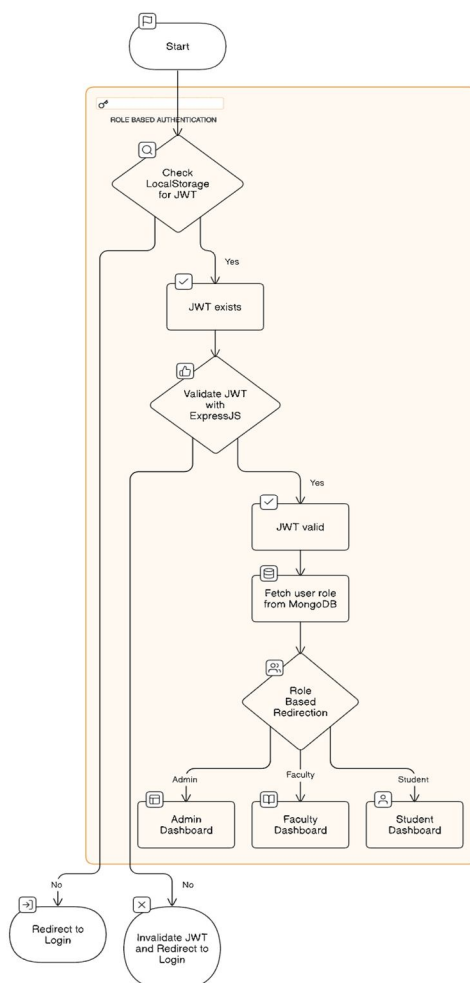 Start
ROLE BASED AUTHENTICATION
Check
LocalStorage
for JWT
Yes
JWT exists
Validate JWT
with
ExpressJS
Yes
JWT valid
Fetch user role
from MongoDB
Role
Based
Redirection
Admin
Faculty
Student
Admin
Dashboard
Faculty
Dashboard
Student
Dashboard
No
No
Redirect to
Login
Invalidate JWT
and Redirect to
Login